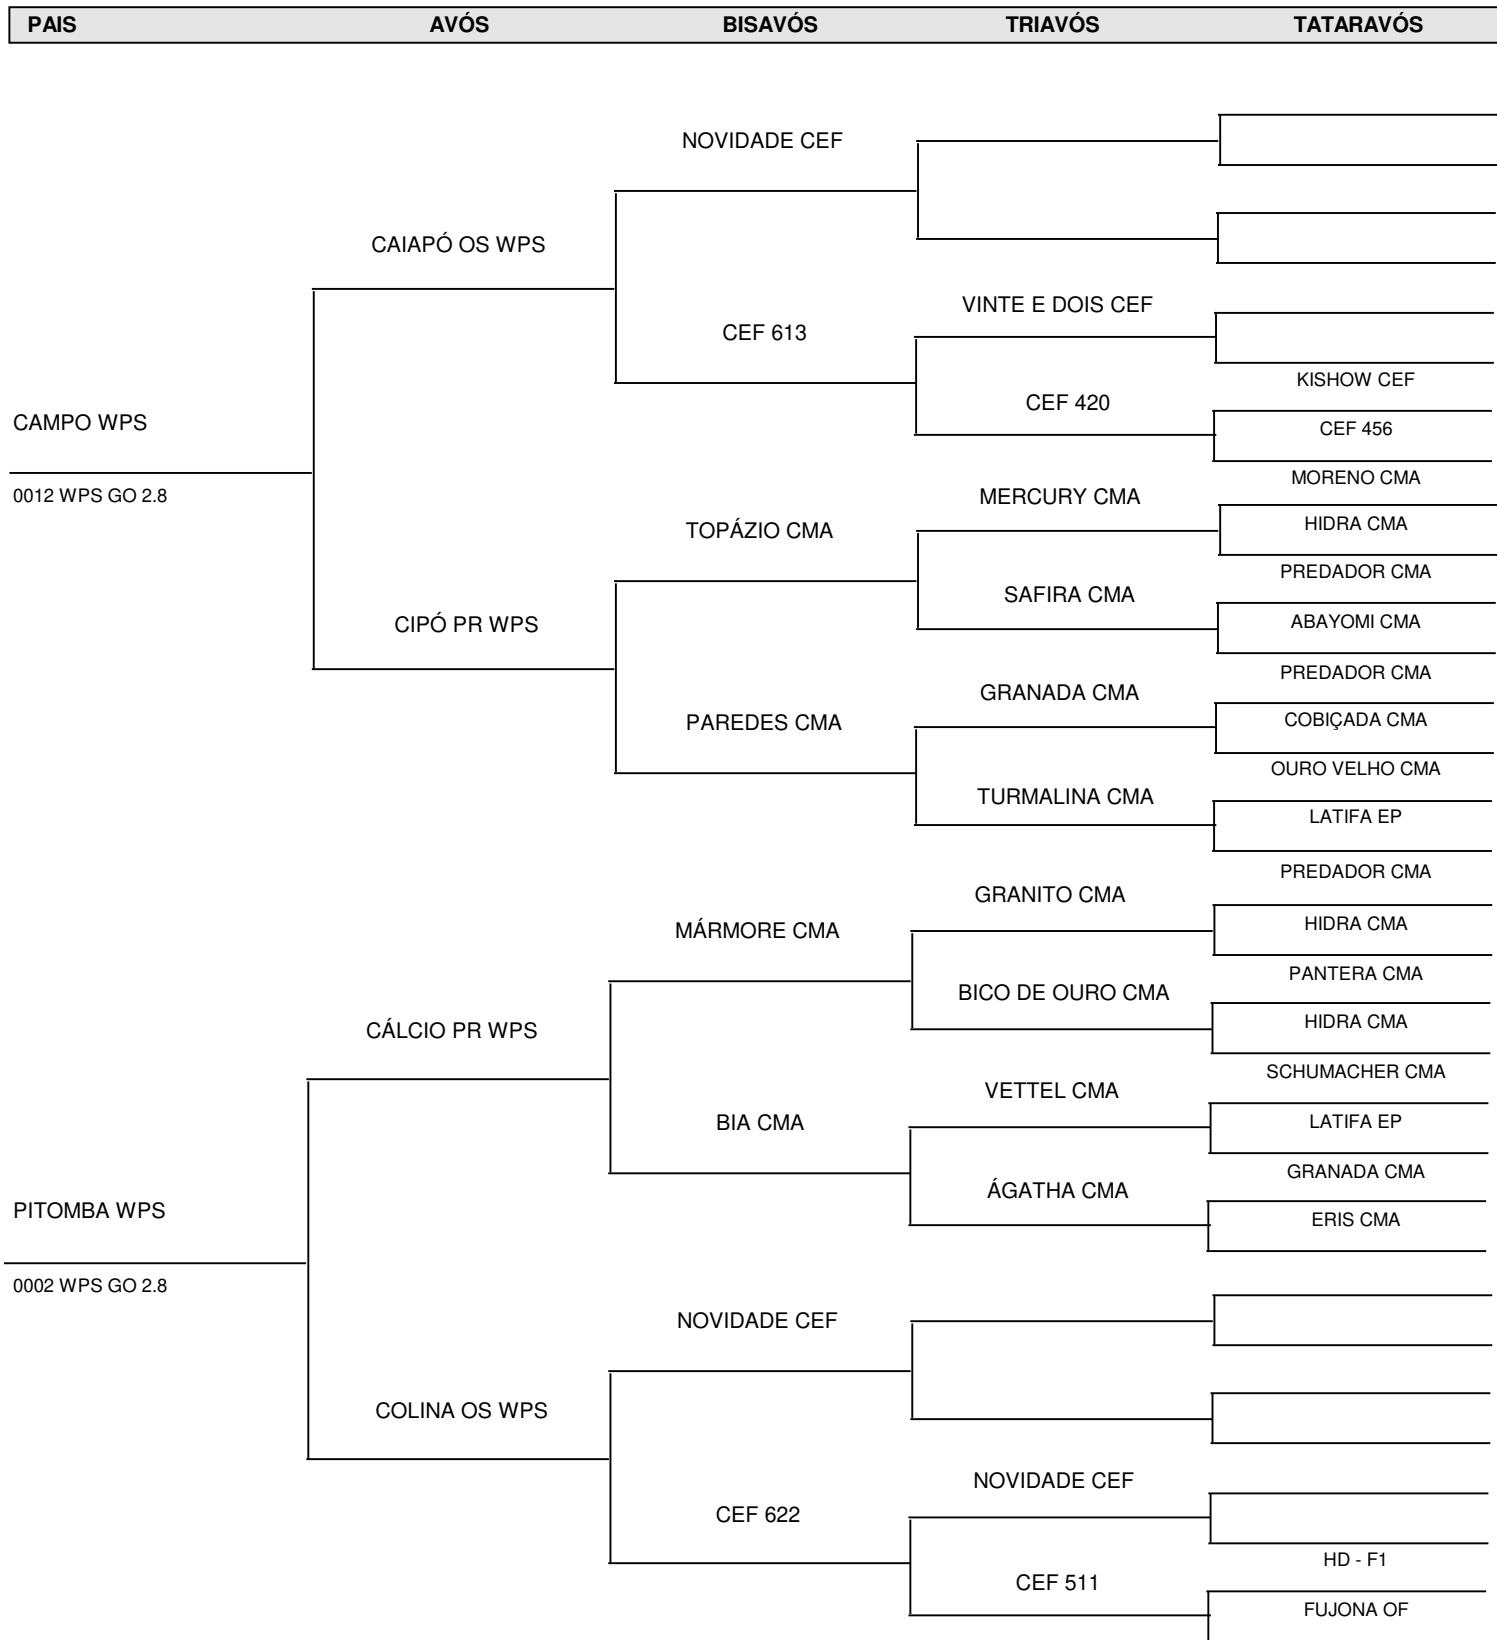 PAIS AVÓS BISAVÓS TRIAVÓS TATARAVÓS
NOVIDADE CEF
CAIAPÓ OS WPS
VINTE E DOIS CEF
CEF 613
KISHOW CEF
CEF 420
CAMPO WPS
CEF 456
MORENO CMA
0012 WPS GO 2.8
MERCURY CMA
HIDRA CMA
TOPÁZIO CMA
PREDADOR CMA
SAFIRA CMA
ABAYOMI CMA
CIPÓ PR WPS
PREDADOR CMA
GRANADA CMA
COBIÇADA CMA
PAREDES CMA
OURO VELHO CMA
TURMALINA CMA
LATIFA EP
PREDADOR CMA
GRANITO CMA
HIDRA CMA
MÁRMORE CMA
PANTERA CMA
BICO DE OURO CMA
HIDRA CMA
CÁLCIO PR WPS
SCHUMACHER CMA
VETTEL CMA
LATIFA EP
BIA CMA
GRANADA CMA
ÁGATHA CMA
PITOMBA WPS
ERIS CMA
0002 WPS GO 2.8
NOVIDADE CEF
COLINA OS WPS
NOVIDADE CEF
CEF 622
HD - F1
CEF 511
FUJONA OF